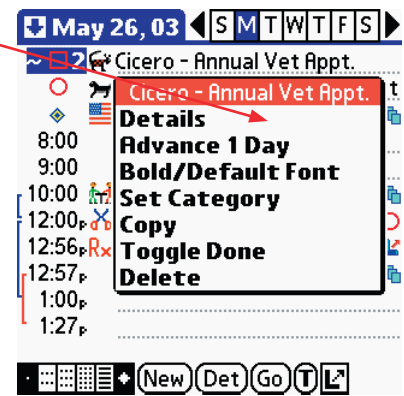 May 26, 03 S M T W T F S
~ 2 Cicero - Annual Vet Appt.
Cicero - Annual Vet Appt. t
Details
8:00 Advance 1 Day
9:00 Bold/Default Font
10:00 Set Category
12:00p Copy
12:56p Rx Toggle Done
12:57p Delete
1:00p
1:27p
New Det Go T